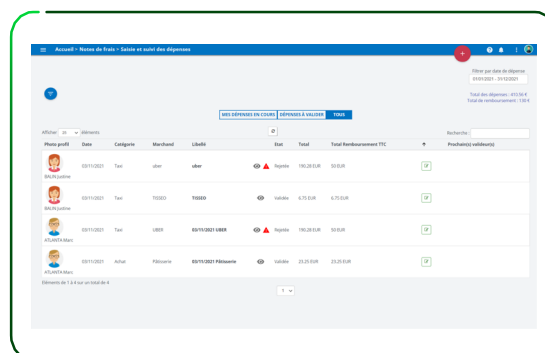 Accueil > Notes de frais > Saisie et suivi des dépenses
Filtrer par date de dépense
01/01/2021 - 31/12/2021
Total des dépenses : 410.56 €
Total de remboursement : 130 €
MES DÉPENSES EN COURS DÉPENSES À VALIDER TOUS
Afficher éléments
Recherche :
Photo profil Date Catégorie Marchand Libellé Etat Total Total Remboursement TTC Prochain(s) valideur(s)
03/11/2021 Taxi uber uber Rejetée 190,28 EUR 50 EUR
BALIN Justine
03/11/2021 Taxi TISSEO TISSEO Validée 6,75 EUR 6,75 EUR
BALIN Justine
03/11/2021 Taxi UBER 03/11/2021 UBER Rejetée 190,28 EUR 50 EUR
ATLANTA Marc
03/11/2021 Achat Pâtisserie 03/11/2021 Pâtisserie Validée 23,25 EUR 23,25 EUR
ATLANTA Marc
Éléments de 1 à 4 sur un total de 4
1